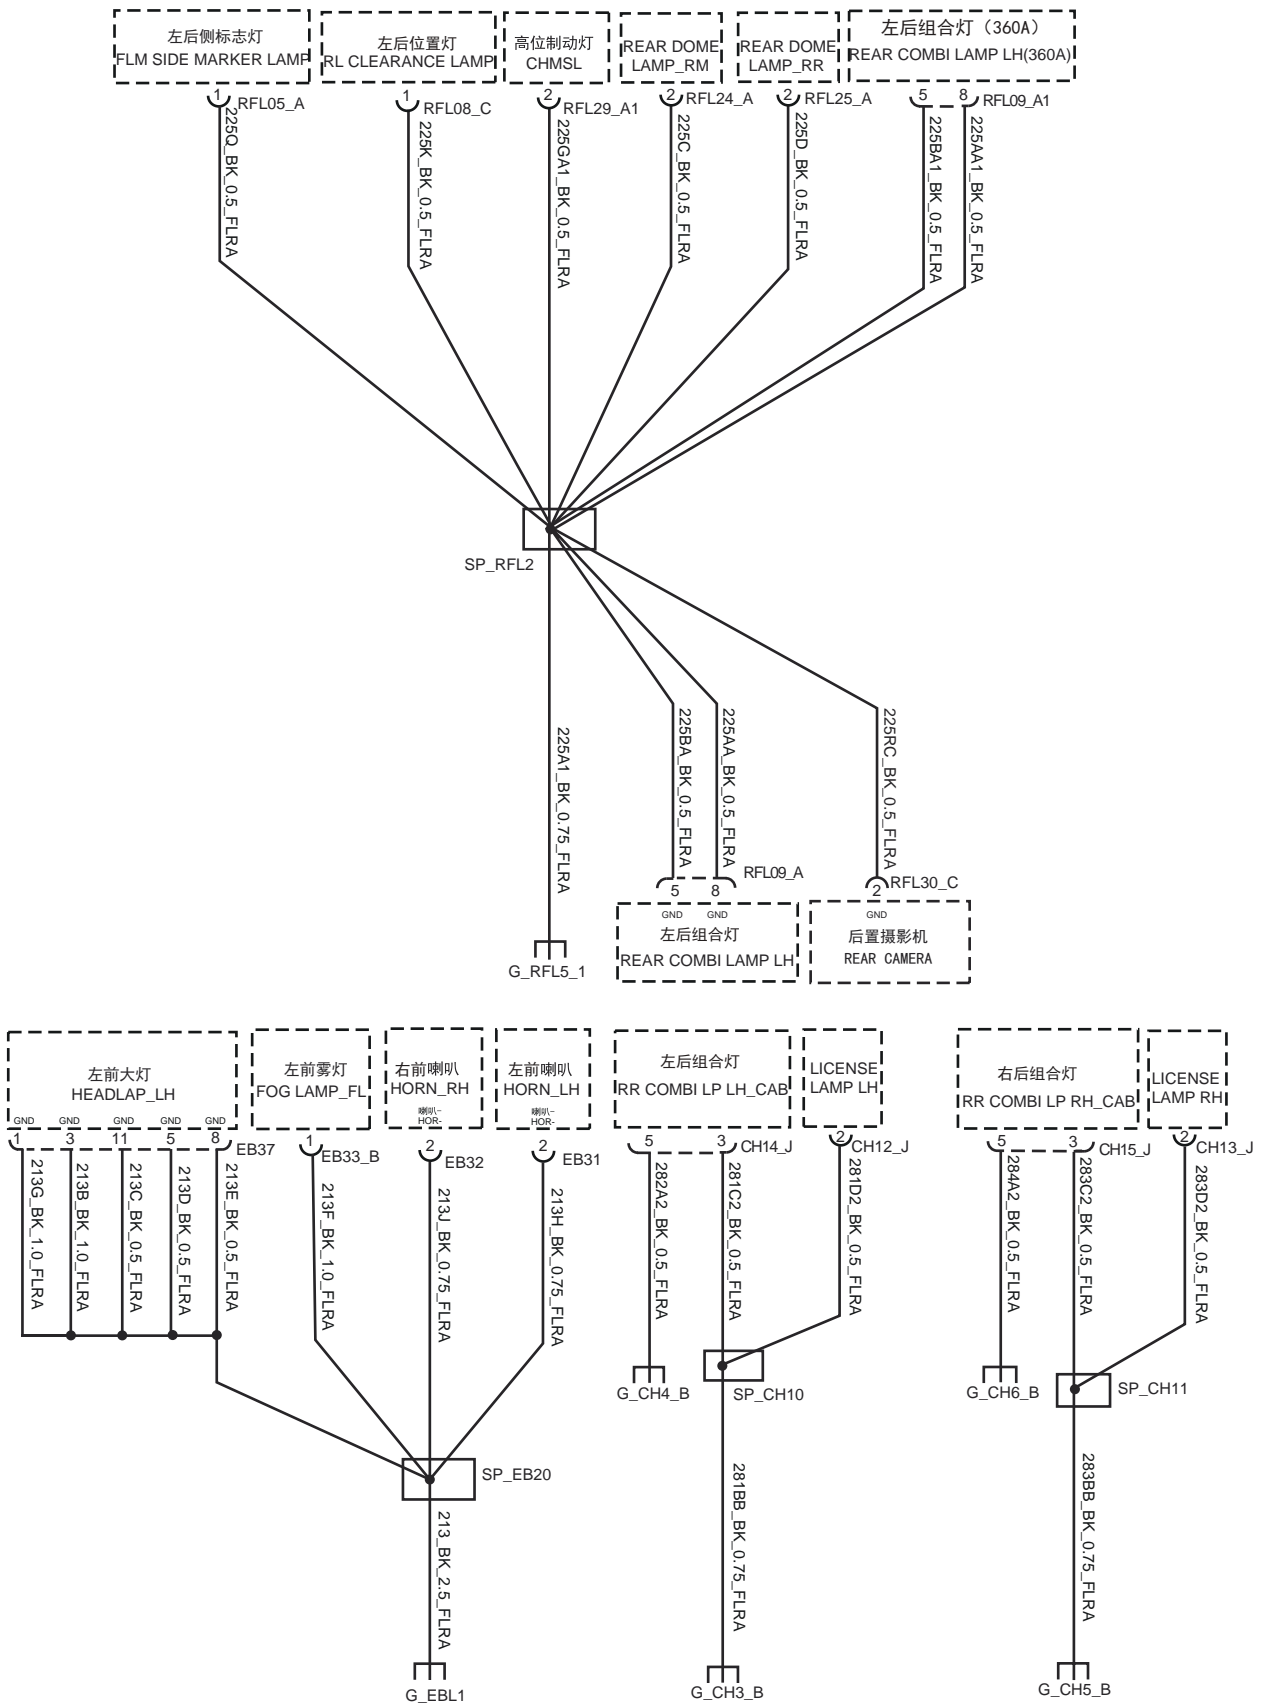 左后侧标志灯
FLM SIDE MARKER LAMP
左后位置灯
RL CLEARANCE LAMP
高位制动灯
CHMSL
REAR DOME
LAMP_RM
REAR DOME
LAMP_RR
左后组合灯（360A）
REAR COMBI LAMP LH(360A)
1
RFL05_A
1
RFL08_C
2
RFL29_A1
2
RFL24_A
2
RFL25_A
5
8
RFL09_A1
225Q_BK_0.5_FLRA
225K_BK_0.5_FLRA
225GA1_BK_0.5_FLRA
225C_BK_0.5_FLRA
225D_BK_0.5_FLRA
225BA1_BK_0.5_FLRA
225AA1_BK_0.5_FLRA
SP_RFL2
225A1_BK_0.75_FLRA
225BA_BK_0.5_FLRA
225AA_BK_0.5_FLRA
225RC_BK_0.5_FLRA
G_RFL5_1
5
8
RFL09_A
GND
GND
左后组合灯
REAR COMBI LAMP LH
2
RFL30_C
GND
后置摄影机
REAR CAMERA
左前大灯
HEADLAP_LH
GND
GND
GND
GND
GND
1
3
11
5
8
EB37
左前雾灯
FOG LAMP_FL
1
EB33_B
右前喇叭
HORN_RH
喇叭-
HOR-
2
EB32
左前喇叭
HORN_LH
喇叭-
HOR-
2
EB31
左后组合灯
RR COMBI LP LH_CAB
5
3
CH14_J
LICENSE
LAMP LH
2
CH12_J
右后组合灯
RR COMBI LP RH_CAB
5
3
CH15_J
LICENSE
LAMP RH
2
CH13_J
213G_BK_1.0_FLRA
213B_BK_1.0_FLRA
213C_BK_0.5_FLRA
213D_BK_0.5_FLRA
213E_BK_0.5_FLRA
213F_BK_1.0_FLRA
213J_BK_0.75_FLRA
213H_BK_0.75_FLRA
282A2_BK_0.5_FLRA
281C2_BK_0.5_FLRA
281D2_BK_0.5_FLRA
284A2_BK_0.5_FLRA
283C2_BK_0.5_FLRA
283D2_BK_0.5_FLRA
G_CH4_B
SP_CH10
G_CH6_B
SP_CH11
SP_EB20
213_BK_2.5_FLRA
281BB_BK_0.75_FLRA
283BB_BK_0.75_FLRA
G_EBL1
G_CH3_B
G_CH5_B